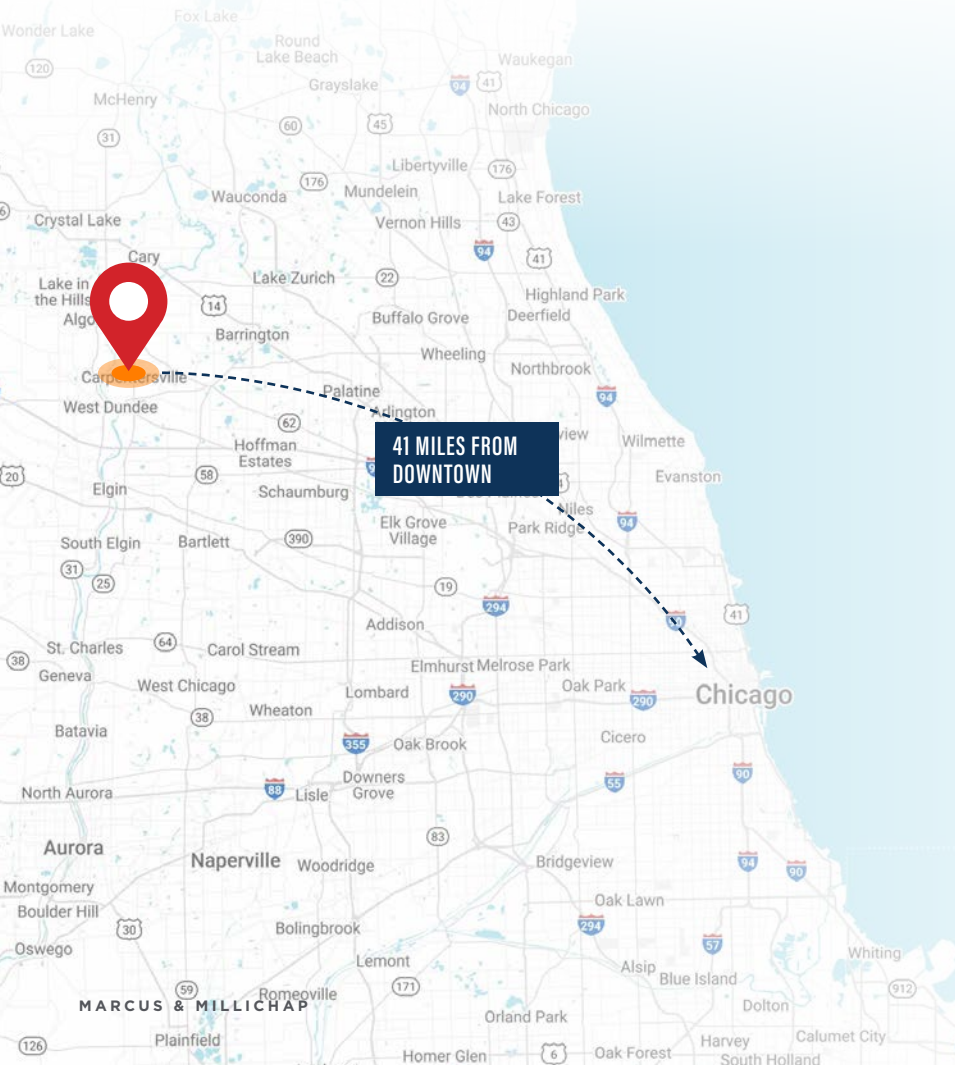 Fox Lake
Wonder Lake
Round
Lake Beach
Waukegan
120
Grayslake
94
41
McHenry
North Chicago
31
60
45
Libertyville
176
176
Mundelein
Wauconda
Lake Forest
Crystal Lake
Vernon Hills
43
94
Cary
41
Lake Zurich
22
Lake in
the Hills
Highland Park
14
Algo
Buffalo Grove
Deerfield
Barrington
Wheeling
Northbrook
Carpentersville
Palatine
94
West Dundee
Arlington
62
41 MILES FROM
DOWNTOWN
view
Wilmette
Hoffman
Estates
20
58
Evanston
Elgin
Schaumburg
Niles
Elk Grove
Village
Park Ridge
94
South Elgin
Bartlett
390
31
25
19
294
41
Addison
64
St. Charles
Carol Stream
38
Geneva
Elmhurst
Melrose Park
West Chicago
Lombard
290
Oak Park
290
Chicago
38
Wheaton
Batavia
355
Oak Brook
Cicero
90
Downers
Grove
55
North Aurora
88
Lisle
83
Aurora
Naperville
Woodridge
Bridgeview
94
90
Montgomery
Boulder Hill
Oak Lawn
30
Bolingbrook
294
57
Oswego
Lemont
Whiting
Alsip
Blue Island
59
171
912
Romeoville
MARCUS & MILLICHAP
Dolton
Orland Park
126
Plainfield
Harvey
Calumet City
Homer Glen
6
Oak Forest
South Holland